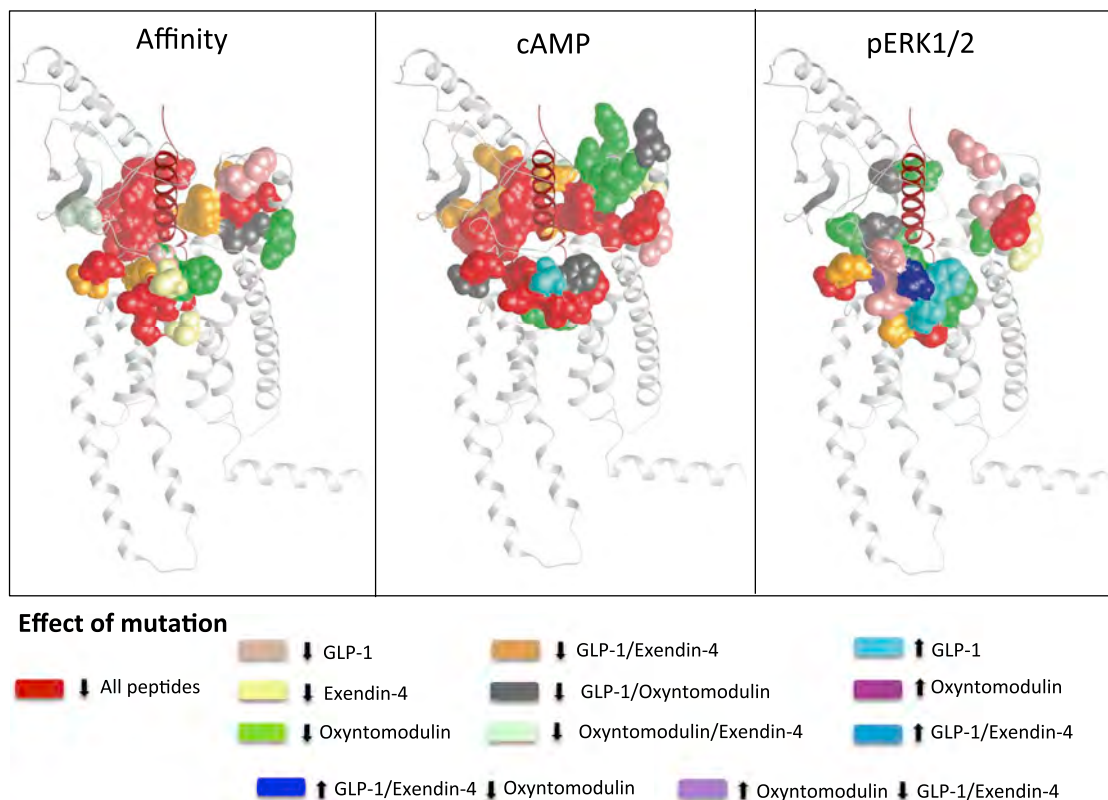 Affinity
cAMP
pERK1/2
Effect of mutation
⬇ All peptides
⬇ GLP-1
⬇ Exendin-4
⬇ Oxyntomodulin
⬇ GLP-1/Exendin-4
⬇ GLP-1/Oxyntomodulin
⬇ Oxyntomodulin/Exendin-4
⬆ GLP-1
⬆ Oxyntomodulin
⬆ GLP-1/Exendin-4
⬆ GLP-1/Exendin-4 ⬇ Oxyntomodulin
⬆ Oxyntomodulin ⬇ GLP-1/Exendin-4